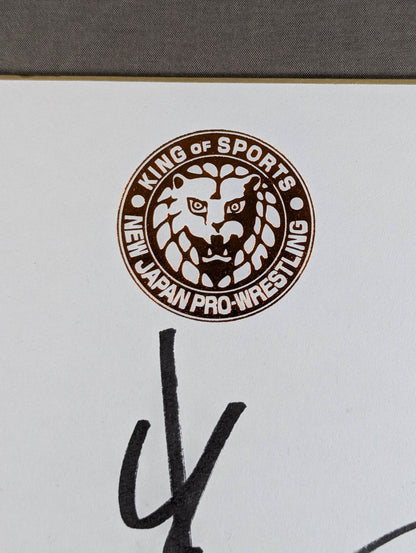 KING OF SPORTS
NEW JAPAN PRO-WRESTLING